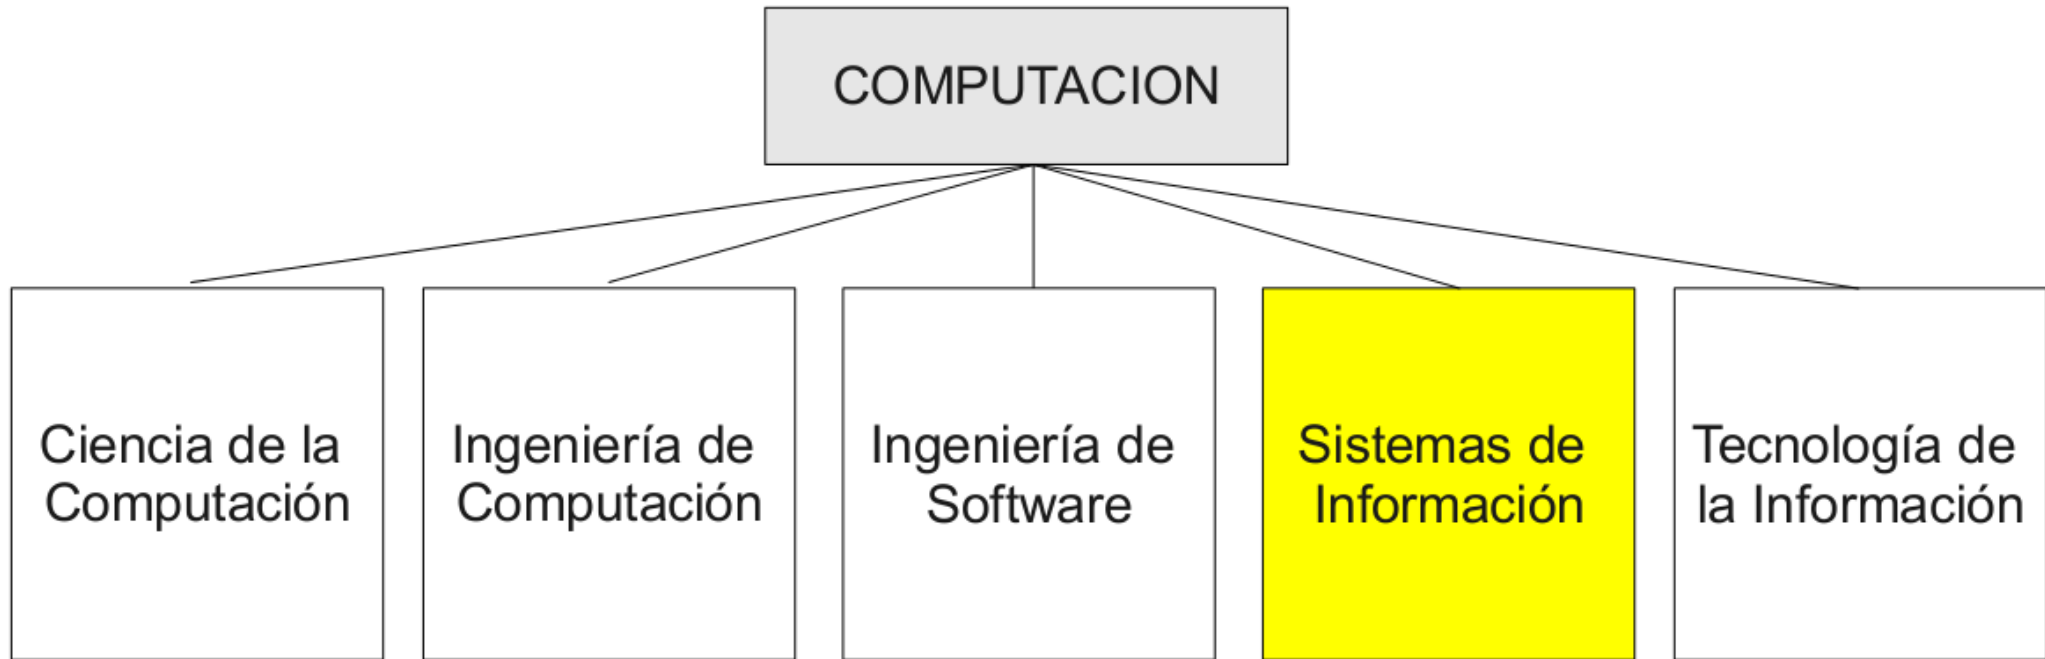 COMPUTACION
Ciencia de la
Computación
Ingeniería de
Computación
Ingeniería de
Software
Sistemas de
Información
Tecnología de
la Información